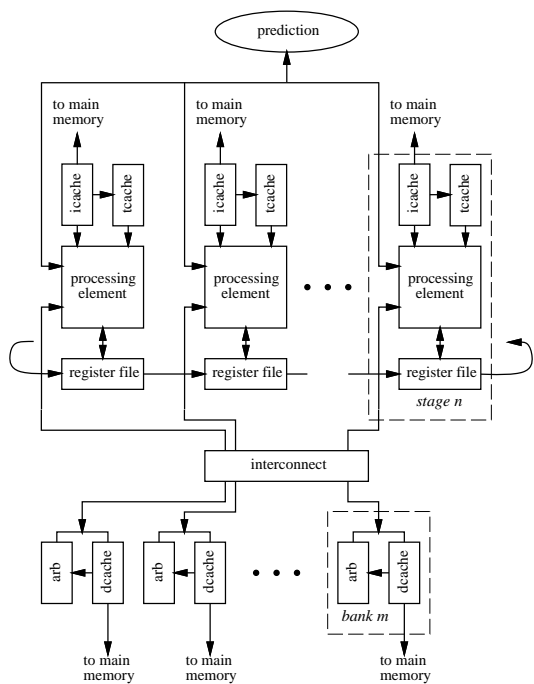 prediction
to main
memory
to main
memory
to main
memory
icache
tcache
icache
tcache
icache
tcache
processing
element
processing
element
processing
element
register file
register file
register file
stage n
interconnect
arb
dcache
arb
dcache
arb
dcache
bank m
to main
memory
to main
memory
to main
memory